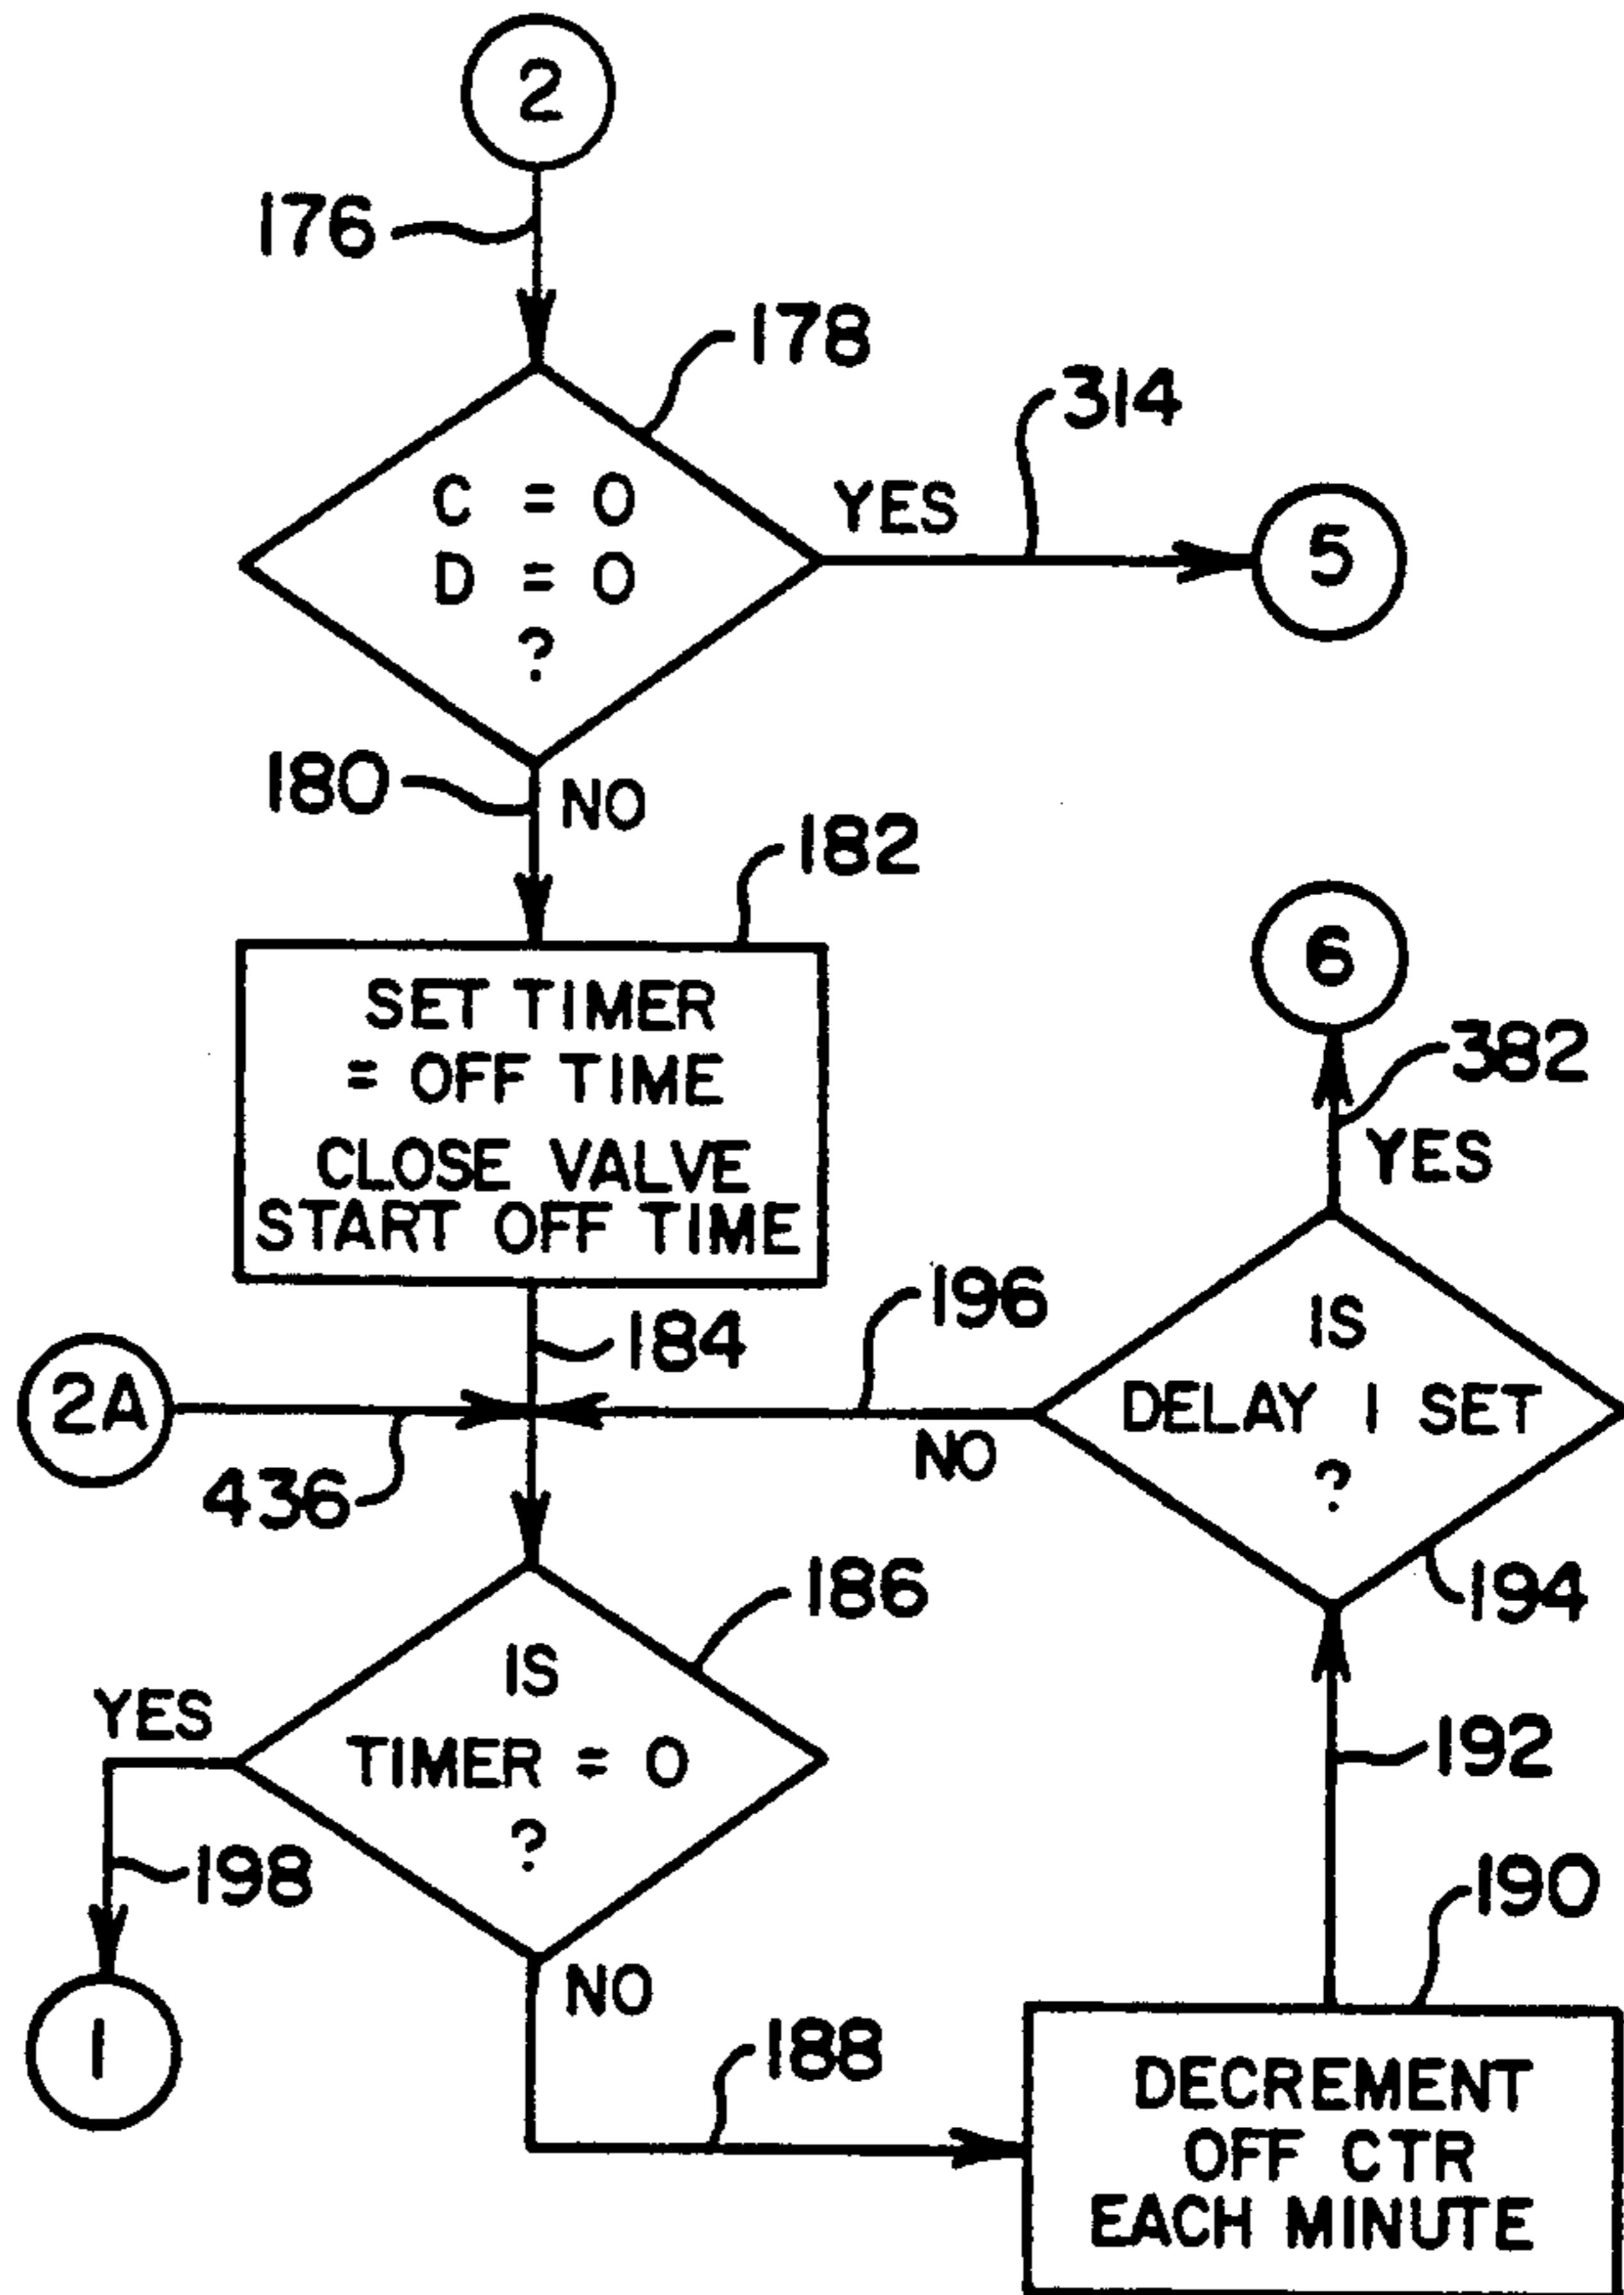 2
176
178
314
C = 0
YES
D = 0
5
?
180
NO
182
SET TIMER
= OFF TIME
CLOSE VALVE
START OFF TIME
6
382
YES
196
184
IS
2A
DELAY 1 SET
NO
?
436
194
186
IS
YES
TIMER = 0
192
?
198
190
NO
1
188
DECREMENT
OFF CTR
EACH MINUTE